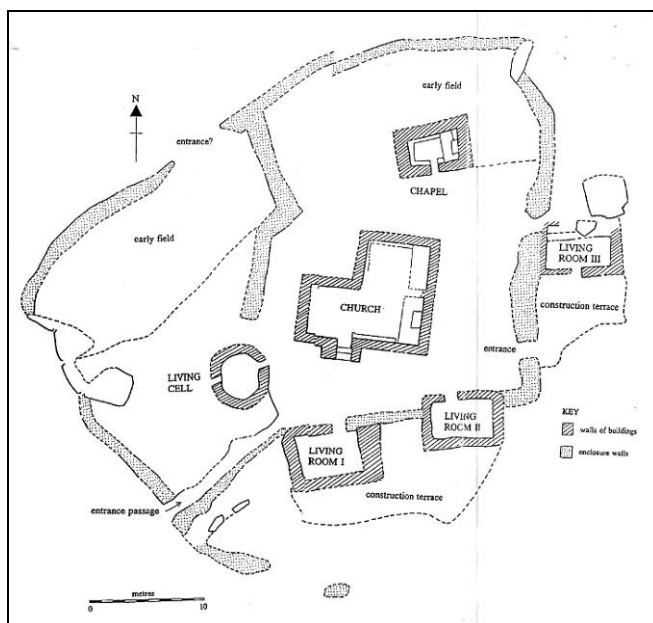 N
early field
entrance?
CHAPEL
early field
LIVING
ROOM III
CHURCH
construction terrace
entrance
LIVING
CELL
KEY
walls of buildings
enclosure walls
LIVING
ROOM II
LIVING
ROOM I
construction terrace
entrance passage
metres
0
10